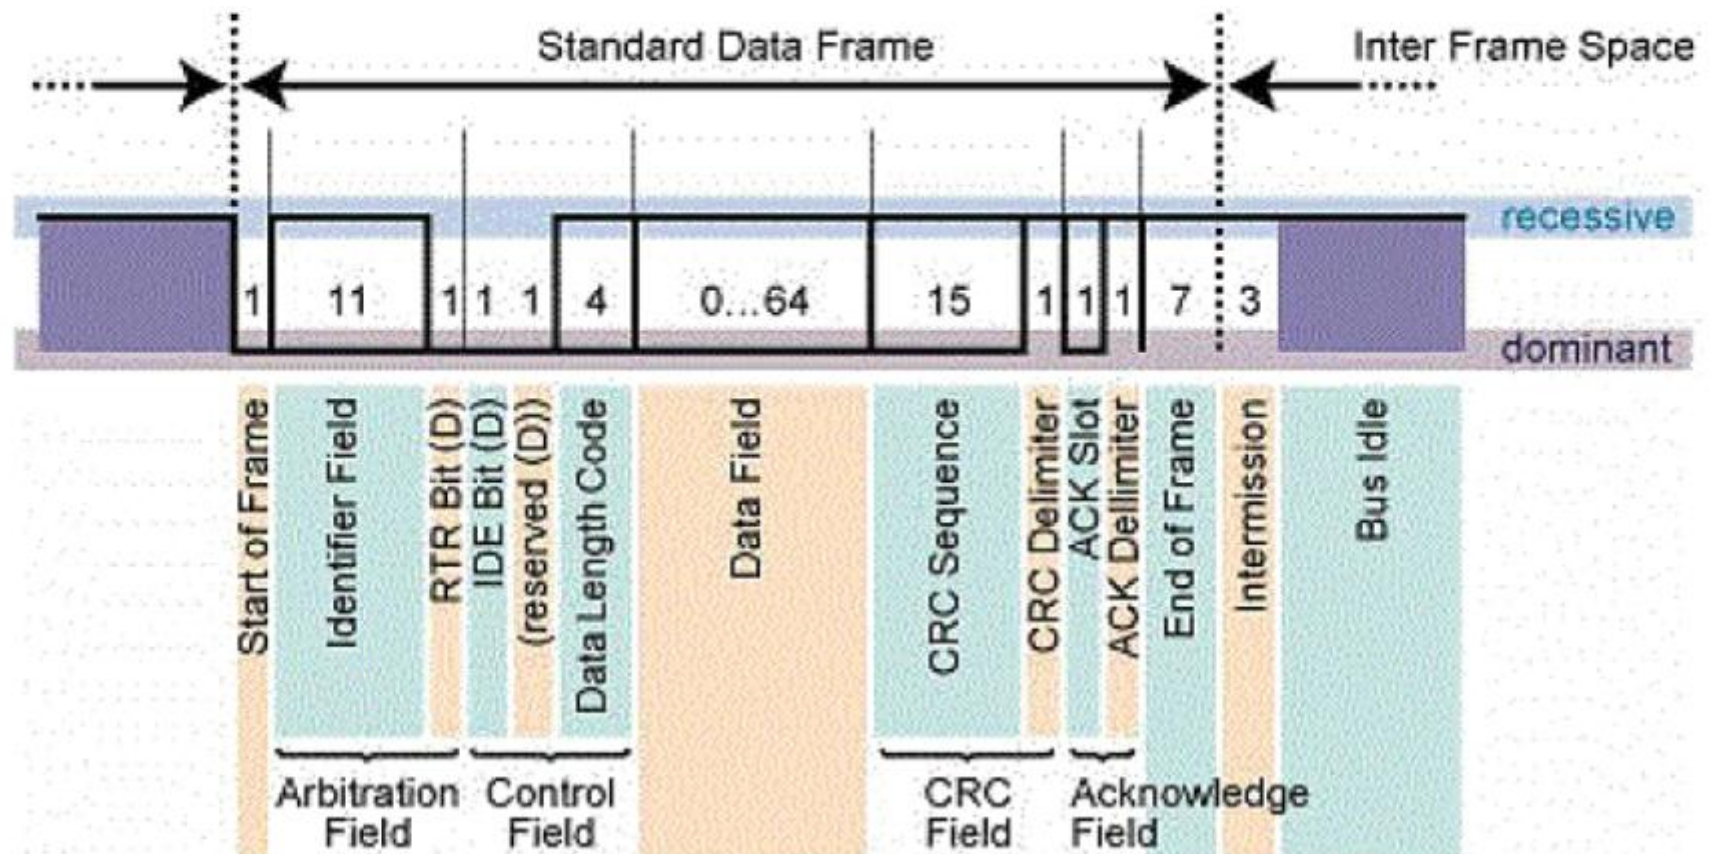 Standard Data Frame
Inter Frame Space
recessive
1 11 1 1 1 4 0...64 15 1 1 1 7 3
dominant
Start of Frame
Identifier Field
RTR Bit (D)
IDE Bit (D)
(reserved (D))
Data Length Code
Data Field
CRC Sequence
CRC Delimiter
ACK Slot
ACK Delimiter
End of Frame
Intermission
Bus Idle
Arbitration
Field
Control
Field
CRC
Field
Acknowledge
Field